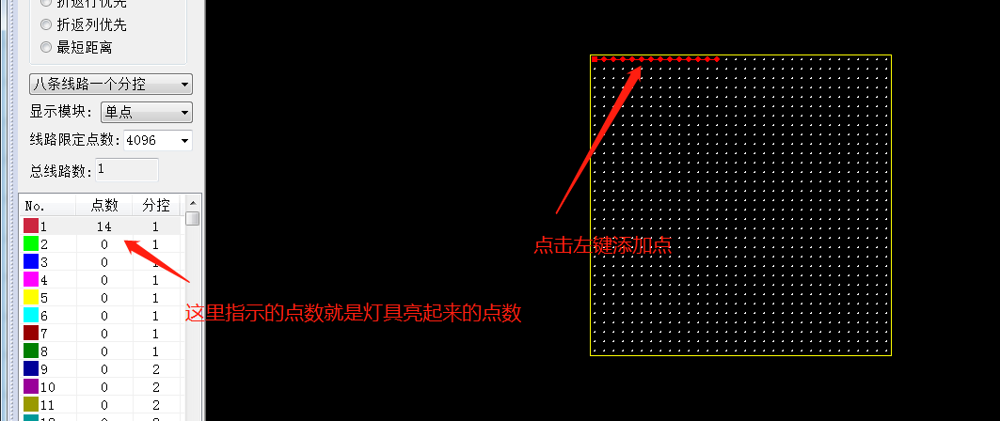 折返行优先
折返列优先
最短距离
八条线路一个分控
显示模块: 单点
线路限定点数: 4096
总线路数: 1
No. 点数 分控
1 14 1
2 0 1
3 0 1
4 0 1
5 0 1
6 0 1
7 0 1
8 0 1
9 0 2
10 0 2
11 0 2
点击左键添加点
这里指示的点数就是灯具亮起来的点数